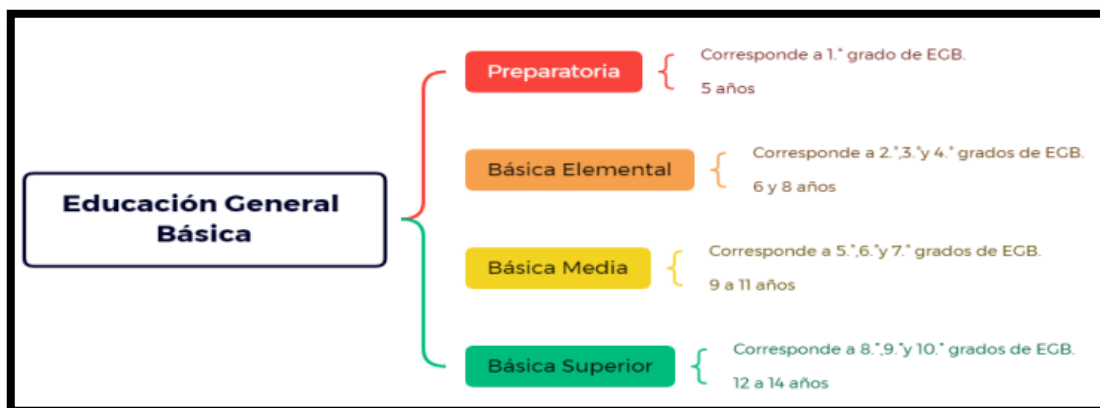 Educación General
Básica
Preparatoria
Corresponde a 1.° grado de EGB.
5 años
Básica Elemental
Corresponde a 2.°,3.°y 4.° grados de EGB.
6 y 8 años
Básica Media
Corresponde a 5.°,6.°y 7.° grados de EGB.
9 a 11 años
Básica Superior
Corresponde a 8.°,9.°y 10.° grados de EGB.
12 a 14 años